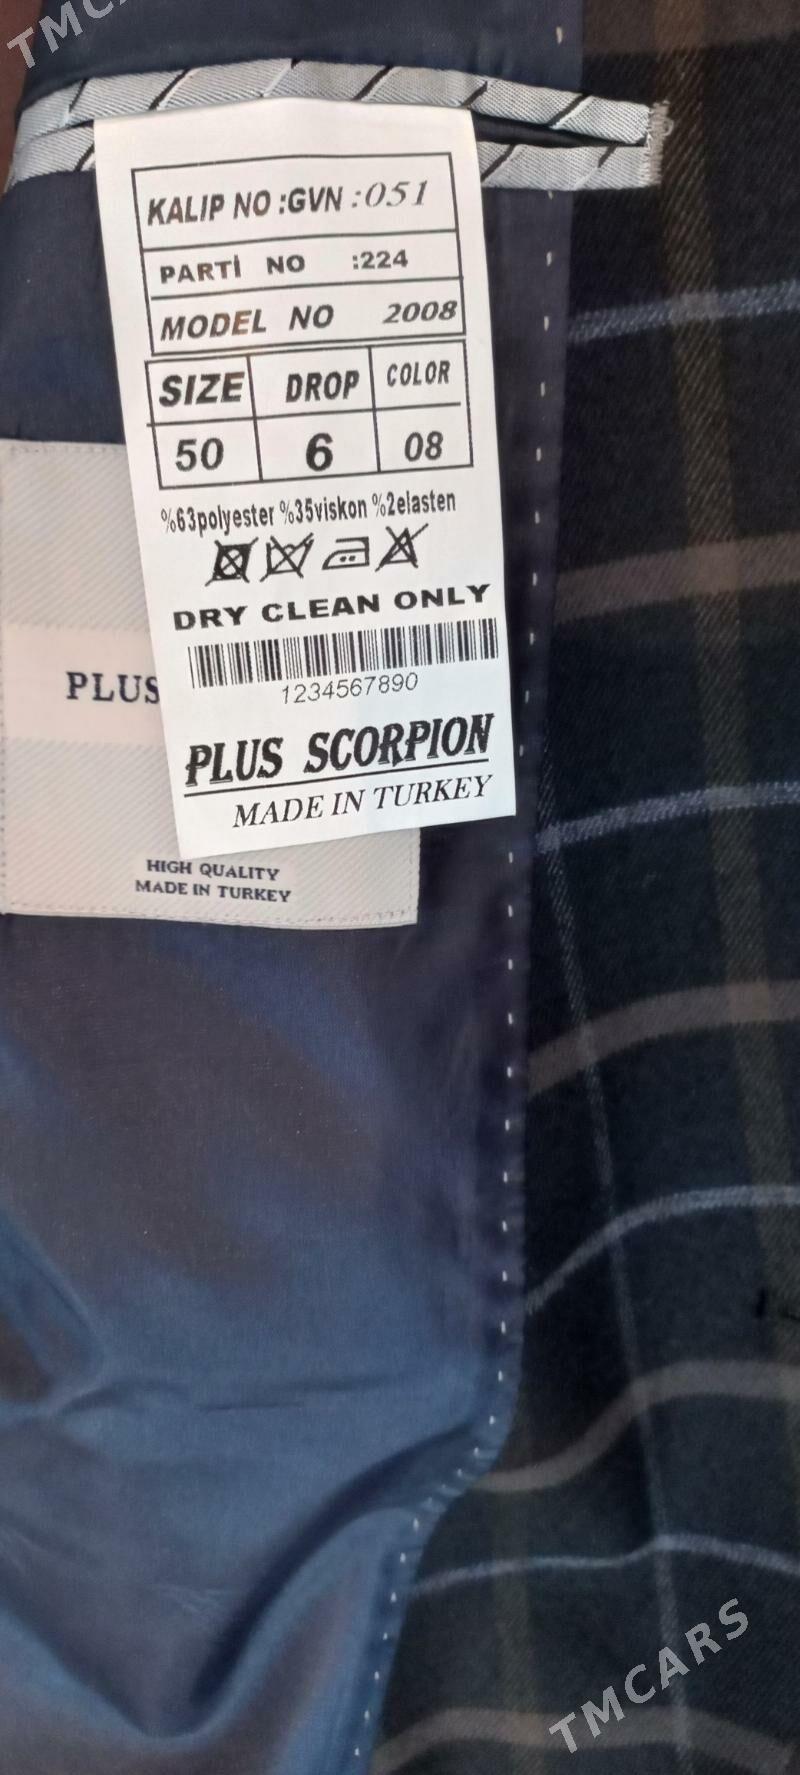 KALIP NO :GVN :051
PARTİ NO :224
MODEL NO 2008
SIZE DROP COLOR
50 6 08
%63polyester %35viskon %2elasten
DRY CLEAN ONLY
1234567890
PLUS SCORPION
MADE IN TURKEY
PLUS
HIGH QUALITY
MADE IN TURKEY
TMCARS